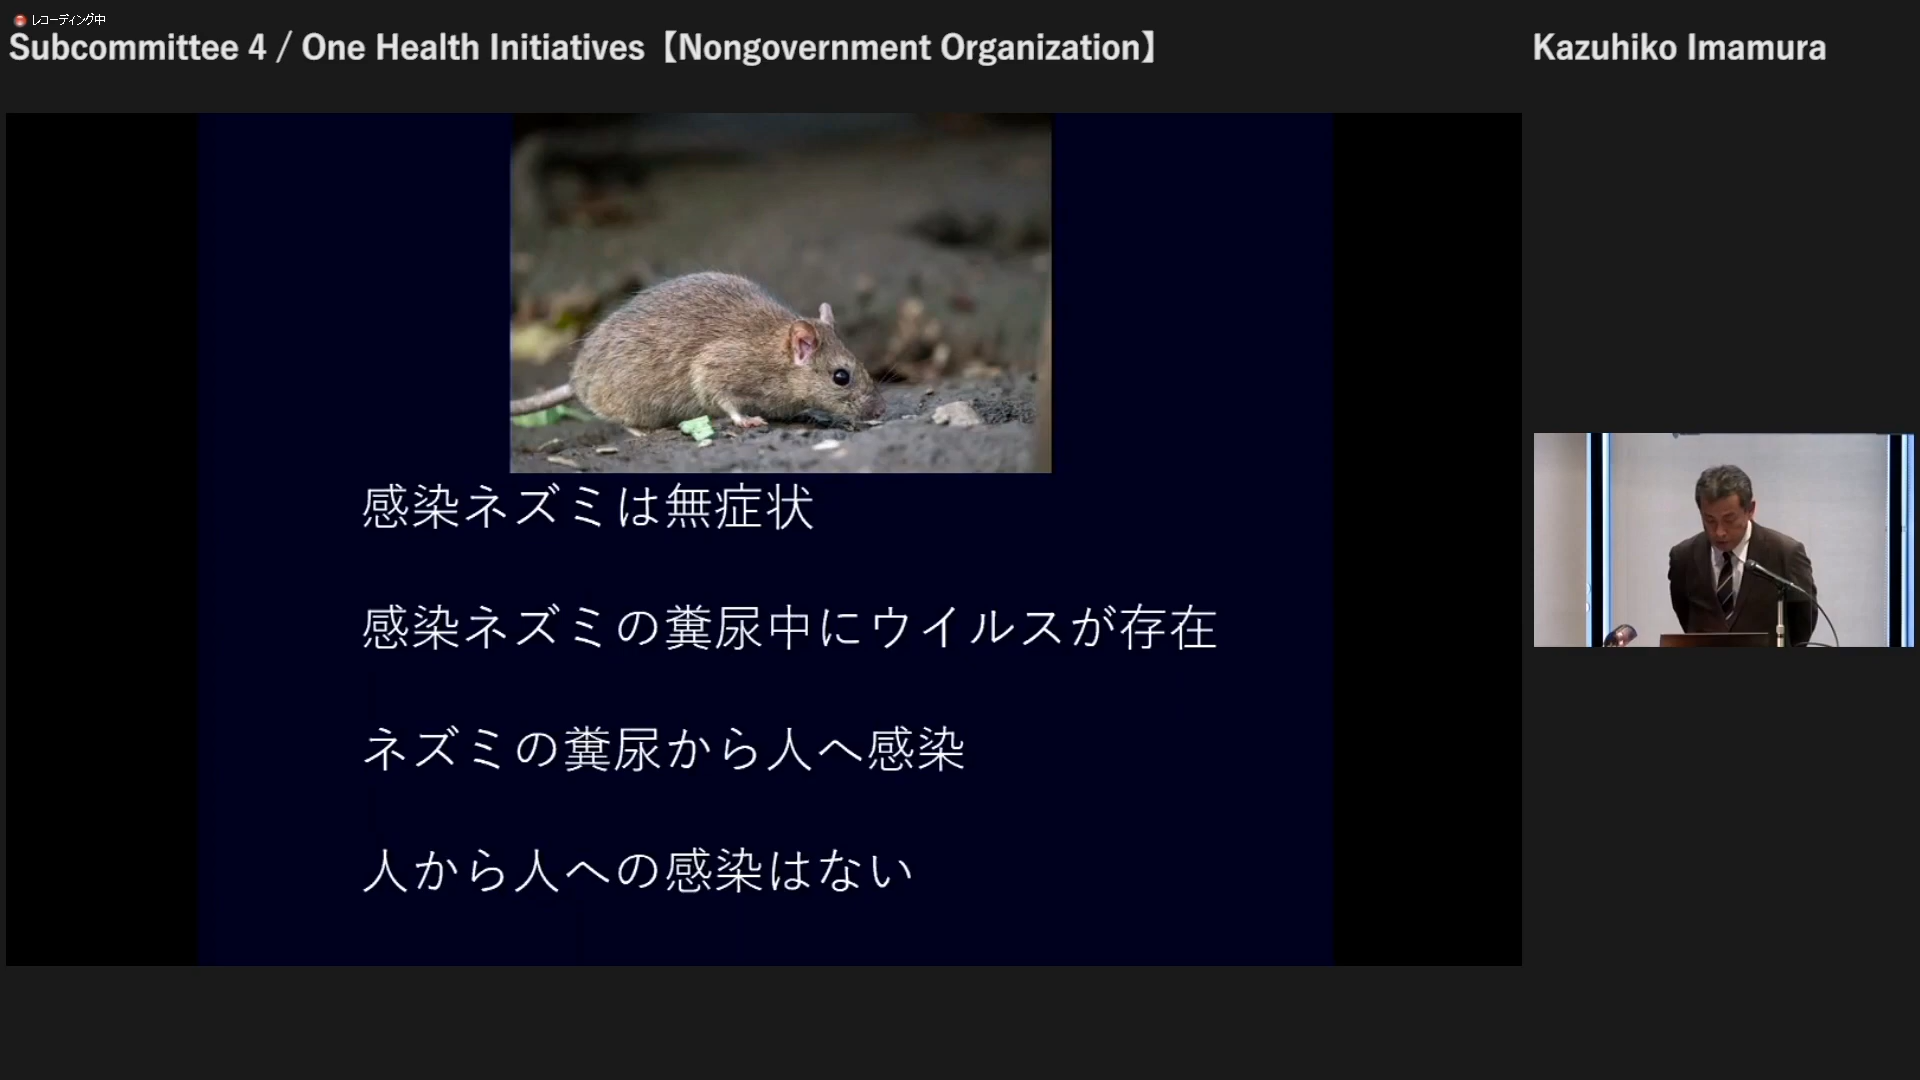 レコーディング中
Subcommittee 4 / One Health Initiatives【Nongovernment Organization】
Kazuhiko Imamura
感染ネズミは無症状
感染ネズミの糞尿中にウイルスが存在
ネズミの糞尿から人へ感染
人から人への感染はない